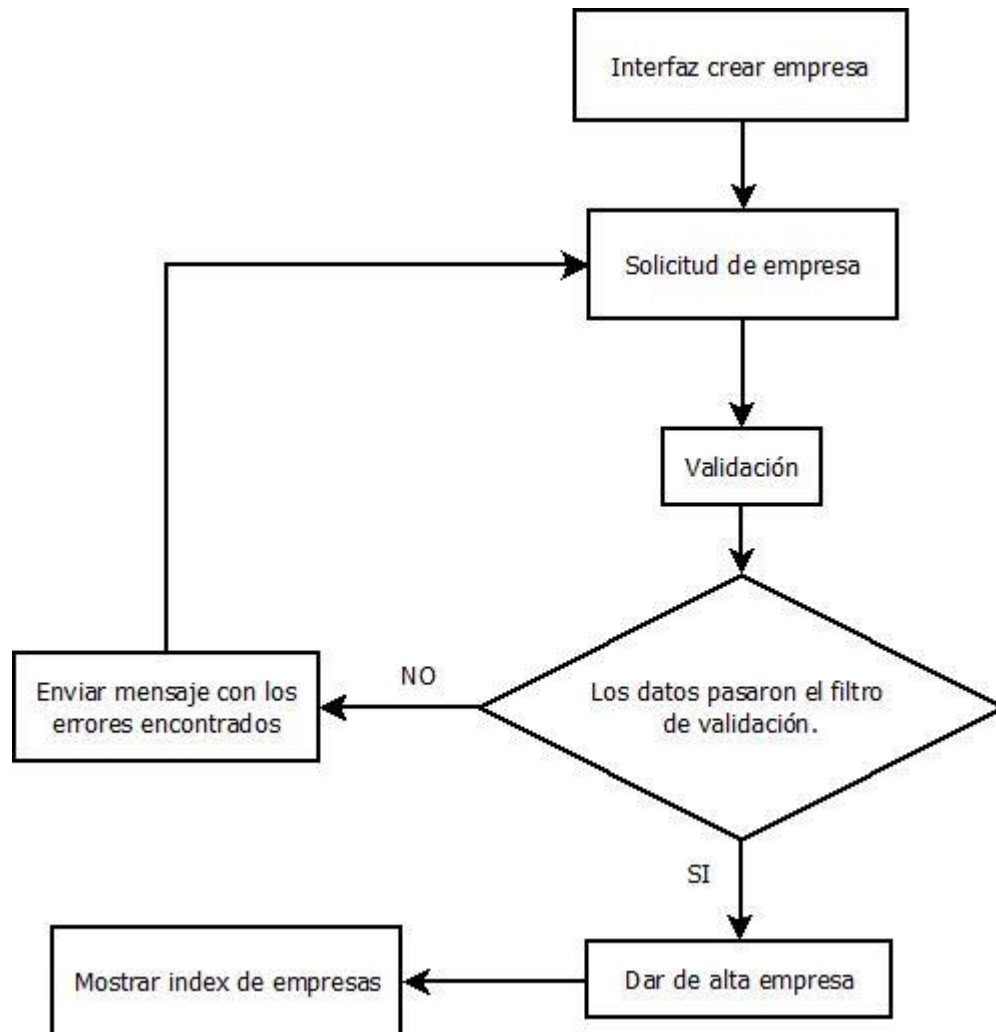 Interfaz crear empresa
Solicitud de empresa
Validación
Los datos pasaron el filtro
de validación.
NO
Enviar mensaje con los
errores encontrados
SI
Dar de alta empresa
Mostrar index de empresas